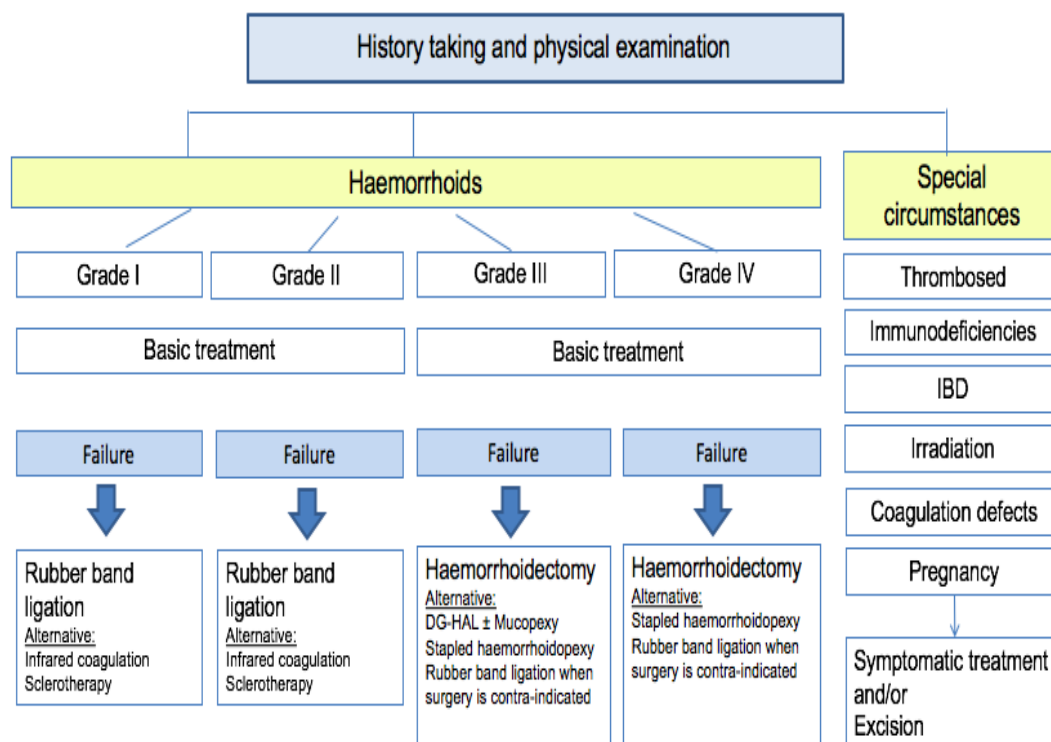 History taking and physical examination
Haemorrhoids
Special
circumstances
Grade I
Grade II
Grade III
Grade IV
Thrombosed
Basic treatment
Basic treatment
Immunodeficiencies
IBD
Failure
Failure
Failure
Failure
Irradiation
Coagulation defects
Pregnancy
Rubber band
ligation
Alternative:
Infrared coagulation
Sclerotherapy
Rubber band
ligation
Alternative:
Infrared coagulation
Sclerotherapy
Haemorrhoidectomy
Alternative:
DG-HAL ± Mucopexy
Stapled haemorrhoidopexy
Rubber band ligation when
surgery is contra-indicated
Haemorrhoidectomy
Alternative:
Stapled haemorrhoidopexy
Rubber band ligation when
surgery is contra-indicated
Symptomatic treatment
and/or
Excision